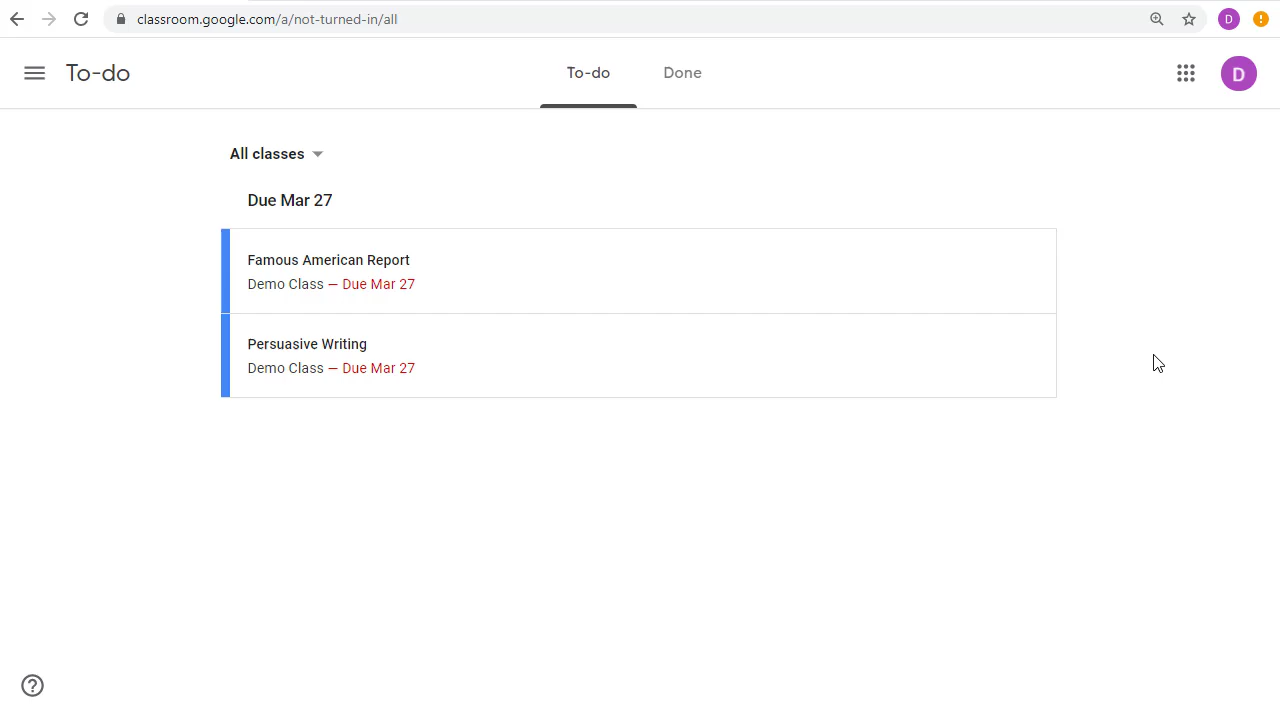 classroom.google.com/a/not-turned-in/all
D
To-do
To-do
Done
D
All classes
Due Mar 27
Famous American Report
Demo Class — Due Mar 27
Persuasive Writing
Demo Class — Due Mar 27